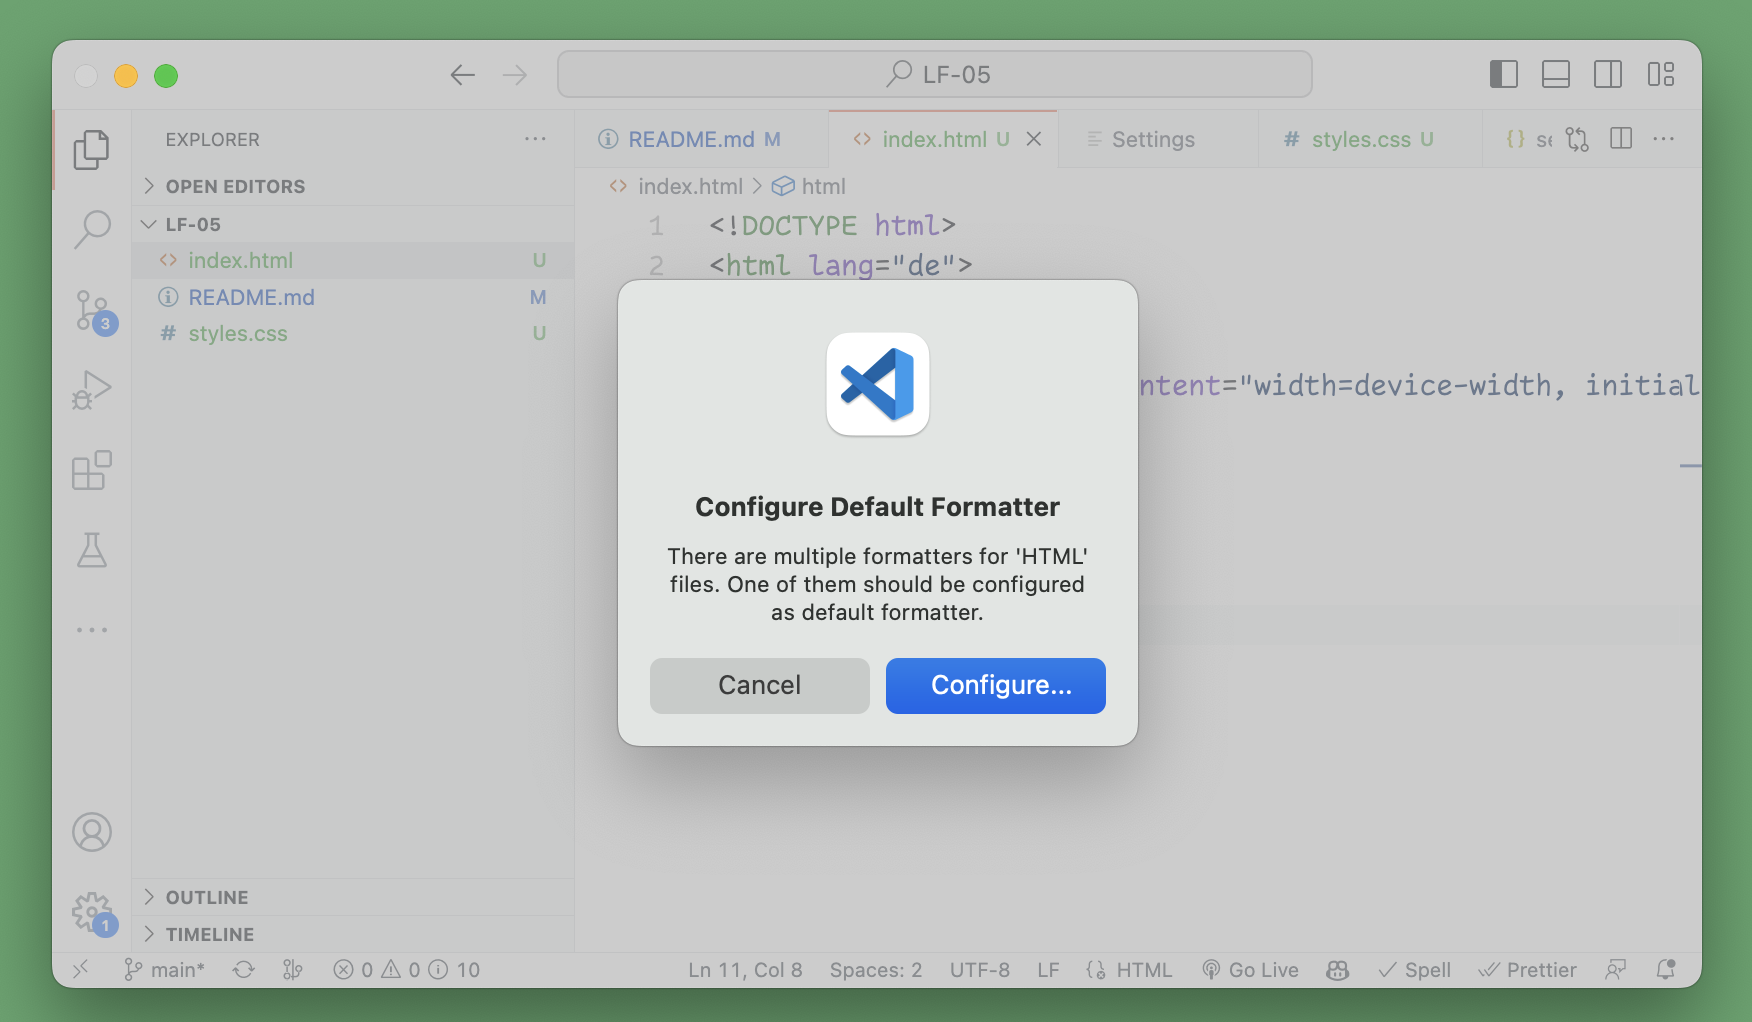 LF-05
EXPLORER
OPEN EDITORS
LF-05
index.html U
README.md M
styles.css U
3
1
OUTLINE
TIMELINE
README.md M
index.html U
Settings
# styles.css U
{} se
index.html > html
1 <!DOCTYPE html>
2 <html lang="de">
ntent="width=device-width, initial
Configure Default Formatter
There are multiple formatters for 'HTML'
files. One of them should be configured
as default formatter.
Cancel
Configure...
main* 0 0 10
Ln 11, Col 8 Spaces: 2 UTF-8 LF HTML Go Live Spell Prettier